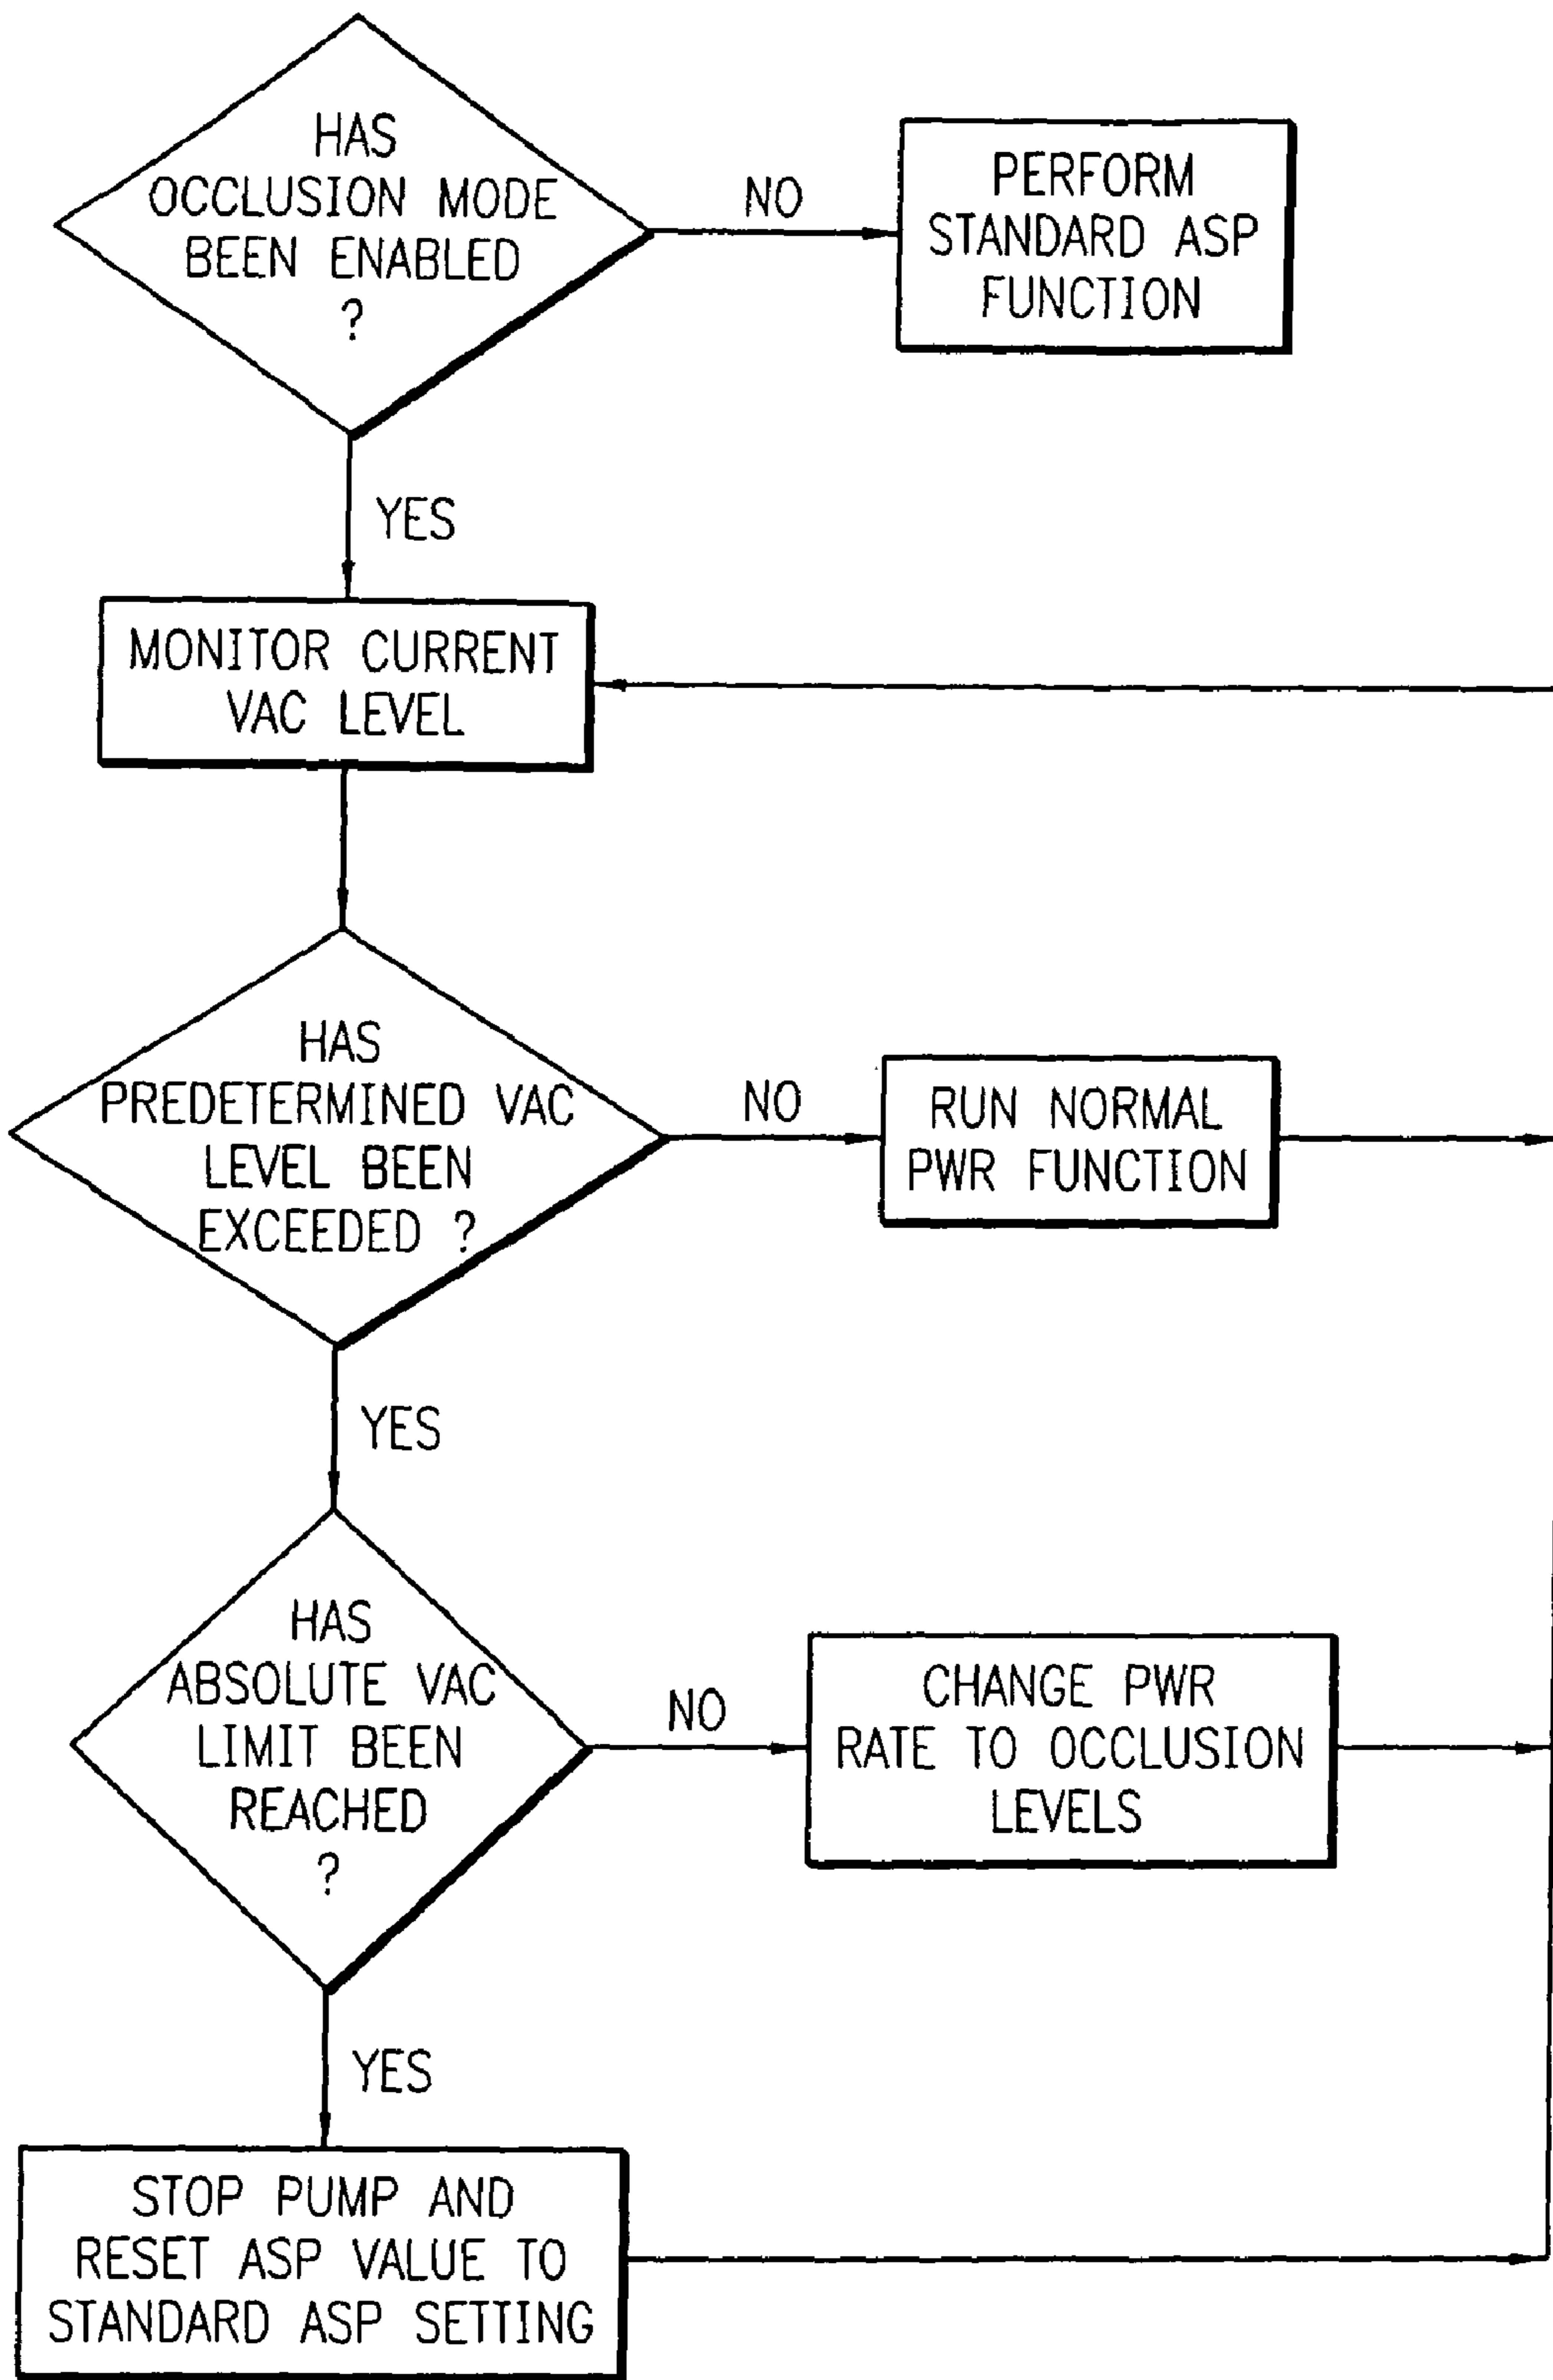 HAS
OCCLUSION MODE
BEEN ENABLED
?
NO
PERFORM
STANDARD ASP
FUNCTION
YES
MONITOR CURRENT
VAC LEVEL
HAS
PREDETERMINED VAC
LEVEL BEEN
EXCEEDED ?
NO
RUN NORMAL
PWR FUNCTION
YES
HAS
ABSOLUTE VAC
LIMIT BEEN
REACHED
?
NO
CHANGE PWR
RATE TO OCCLUSION
LEVELS
YES
STOP PUMP AND
RESET ASP VALUE TO
STANDARD ASP SETTING